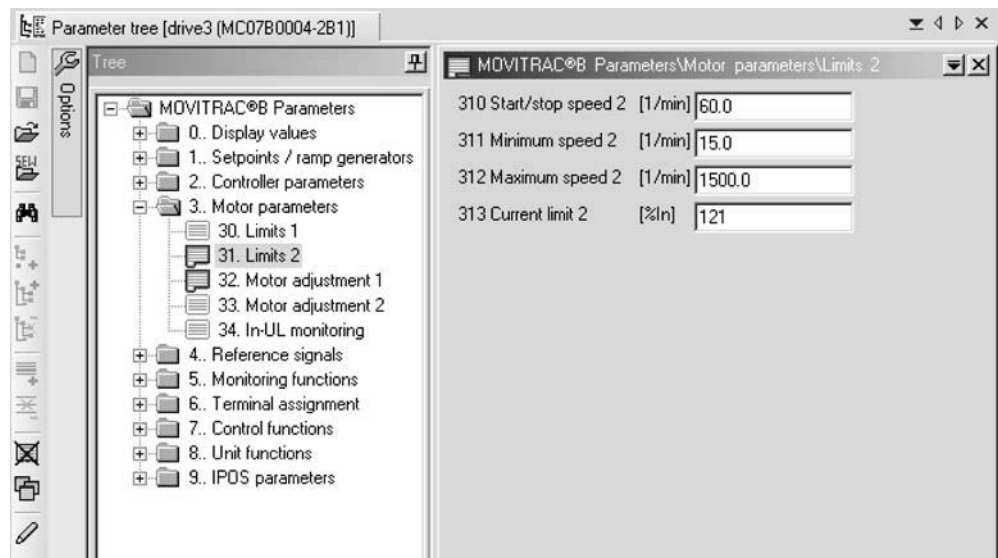 Parameter tree [drive3 (MC07B0004-2B1)]
Options
Tree
MOVITRAC®B Parameters
0.. Display values
1.. Setpoints / ramp generators
2.. Controller parameters
3.. Motor parameters
30. Limits 1
31. Limits 2
32. Motor adjustment 1
33. Motor adjustment 2
34. In-UL monitoring
4.. Reference signals
5.. Monitoring functions
6.. Terminal assignment
7.. Control functions
8.. Unit functions
9.. IPOS parameters
SEW
MOVITRAC®B Parameters\Motor parameters\Limits 2
310 Start/stop speed 2 [1/min] 60.0
311 Minimum speed 2 [1/min] 15.0
312 Maximum speed 2 [1/min] 1500.0
313 Current limit 2 [%In] 121